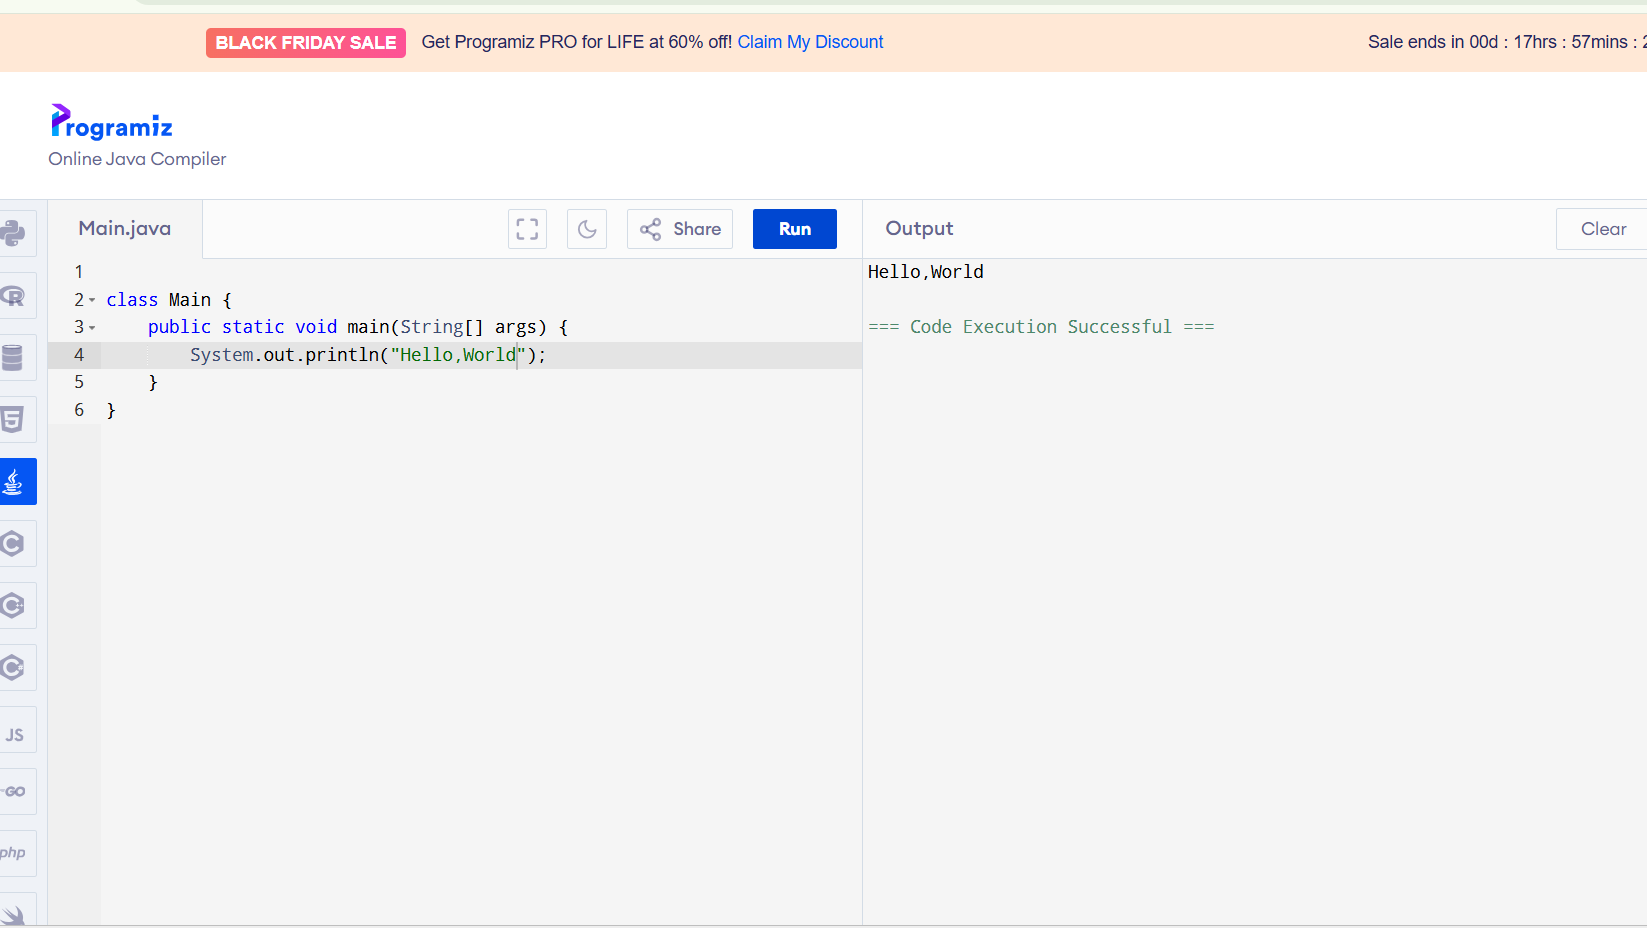 BLACK FRIDAY SALE Get Programiz PRO for LIFE at 60% off! Claim My Discount Sale ends in 00d : 17hrs : 57mins :
Programiz
Online Java Compiler
Main.java Share Run Output Clear
1
2 class Main {
3 public static void main(String[] args) {
4 System.out.println("Hello,World");
5 }
6 }
Hello,World
=== Code Execution Successful ===
R
5
C
C
C
JS
GO
php